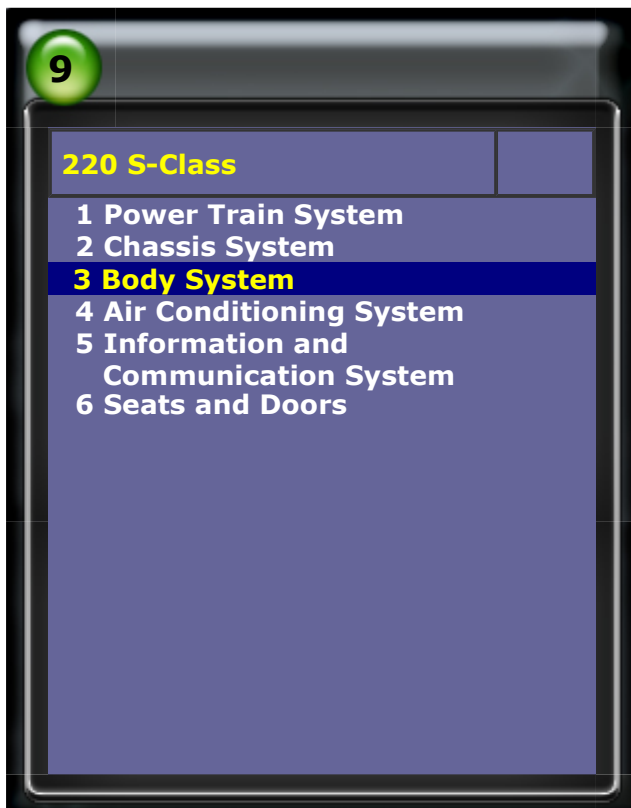 9
220 S-Class
1 Power Train System
2 Chassis System
3 Body System
4 Air Conditioning System
5 Information and
Communication System
6 Seats and Doors